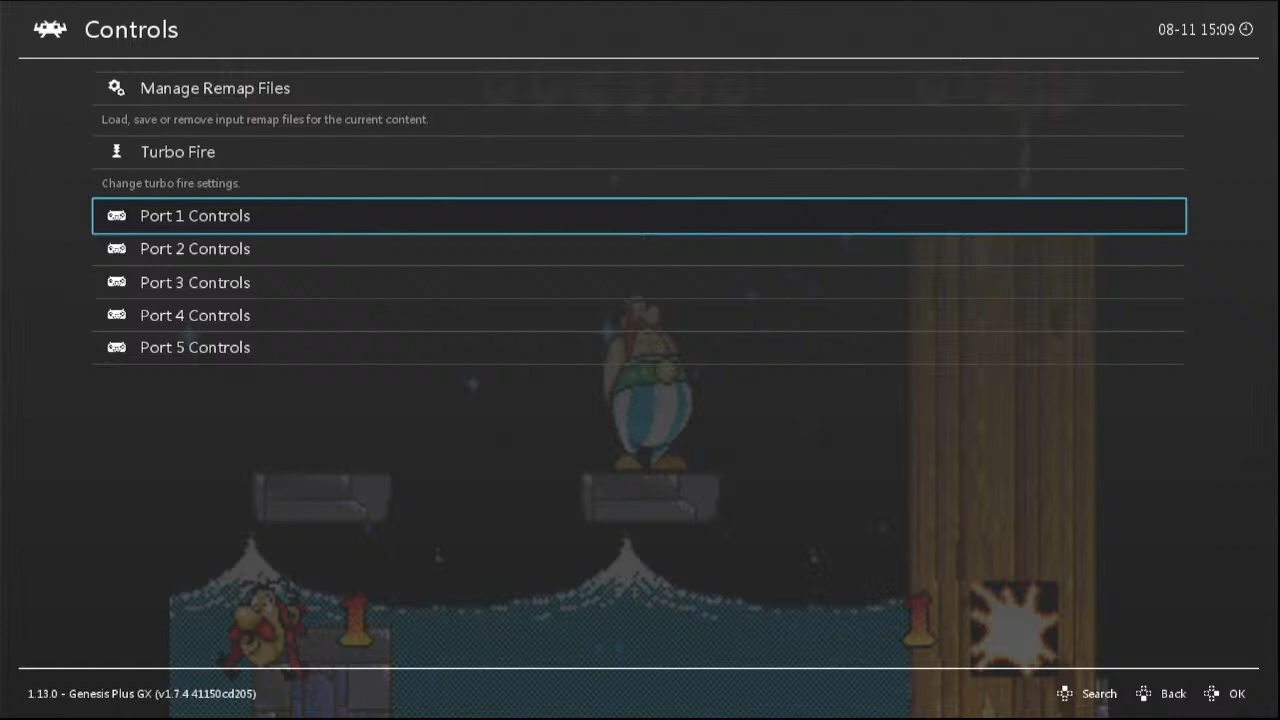 Controls
08-11 15:09
Manage Remap Files
Load, save or remove input remap files for the current content.
Turbo Fire
Change turbo fire settings.
Port 1 Controls
Port 2 Controls
Port 3 Controls
Port 4 Controls
Port 5 Controls
1
1
1.13.0 - Genesis Plus GX (v1.7.4 41150cd205)
Search
Back
OK